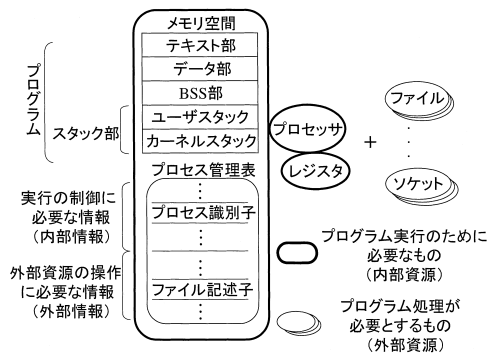 メモリ空間
テキスト部
データ部
BSS部
ユーザスタック
カーネルスタック
プログラム
スタック部
プロセス管理表
⋮
プロセス識別子
⋮
⋮
ファイル記述子
⋮
実行の制御に
必要な情報
（内部情報）
外部資源の操作
に必要な情報
（外部情報）
プロセッサ
レジスタ
+
ファイル
⋮
ソケット
プログラム実行のために
必要なもの
（内部資源）
プログラム処理が
必要とするもの
（外部資源）